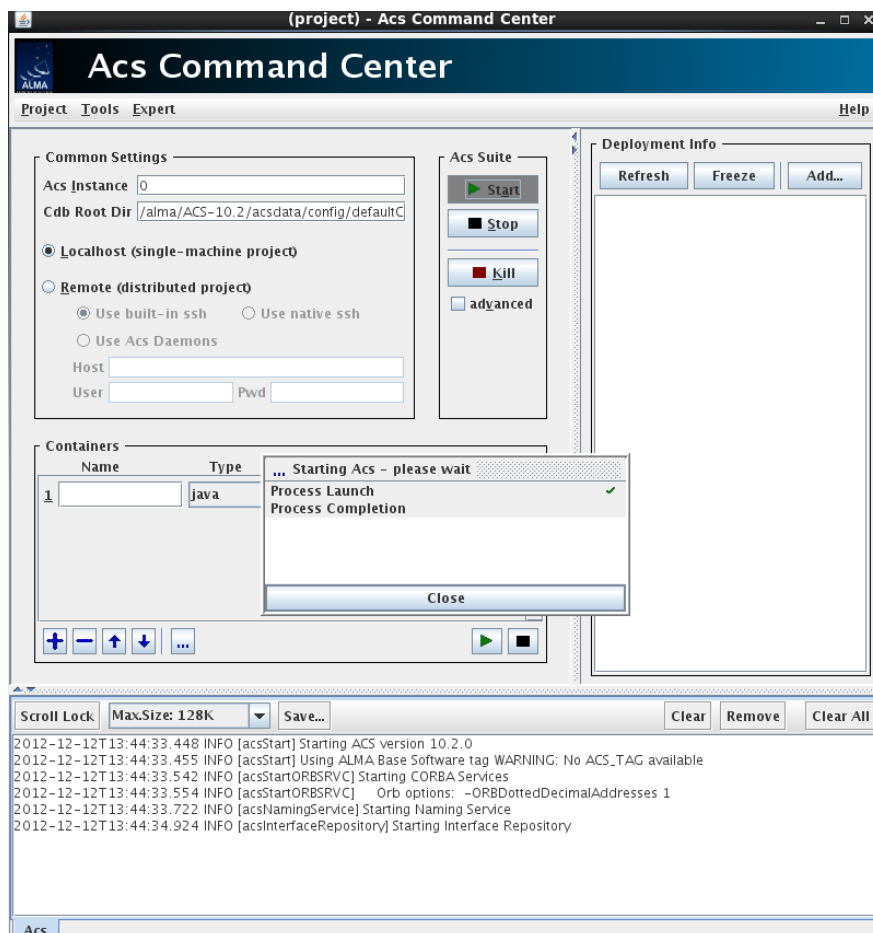 (project) - Acs Command Center
ALMA
Acs Command Center
Project Tools Expert Help
Common Settings
Acs Instance 0
Cdb Root Dir /alma/ACS-10.2/acsdata/config/defaultC
Localhost (single-machine project)
Remote (distributed project)
Use built-in ssh Use native ssh
Use Acs Daemons
Host
User Pwd
Acs Suite
Start
Stop
Kill
advanced
Deployment Info
Refresh Freeze Add...
Containers
Name Type
1 java
... Starting Acs - please wait
Process Launch
Process Completion
Close
...
Scroll Lock Max.Size: 128K Save... Clear Remove Clear All
2012-12-12T13:44:33.448 INFO [acsStart] Starting ACS version 10.2.0
2012-12-12T13:44:33.455 INFO [acsStart] Using ALMA Base Software tag WARNING: No ACS_TAG available
2012-12-12T13:44:33.542 INFO [acsStartORBSRVC] Starting CORBA Services
2012-12-12T13:44:33.554 INFO [acsStartORBSRVC] Orb options: -ORBDottedDecimalAddresses 1
2012-12-12T13:44:33.722 INFO [acsNamingService] Starting Naming Service
2012-12-12T13:44:34.924 INFO [acsInterfaceRepository] Starting Interface Repository
Acs